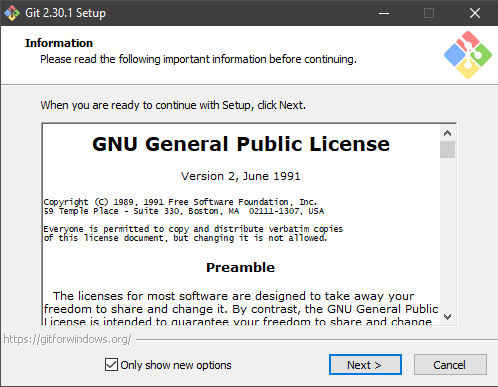 Git 2.30.1 Setup
Information
Please read the following important information before continuing.
When you are ready to continue with Setup, click Next.
GNU General Public License
Version 2, June 1991
Copyright (C) 1989, 1991 Free Software Foundation, Inc.
59 Temple Place - Suite 330, Boston, MA  02111-1307, USA
Everyone is permitted to copy and distribute verbatim copies
of this license document, but changing it is not allowed.
Preamble
The licenses for most software are designed to take away your
freedom to share and change it. By contrast, the GNU General Public
License is intended to guarantee your freedom to share and change
https://gitforwindows.org/
Only show new options
Next >
Cancel